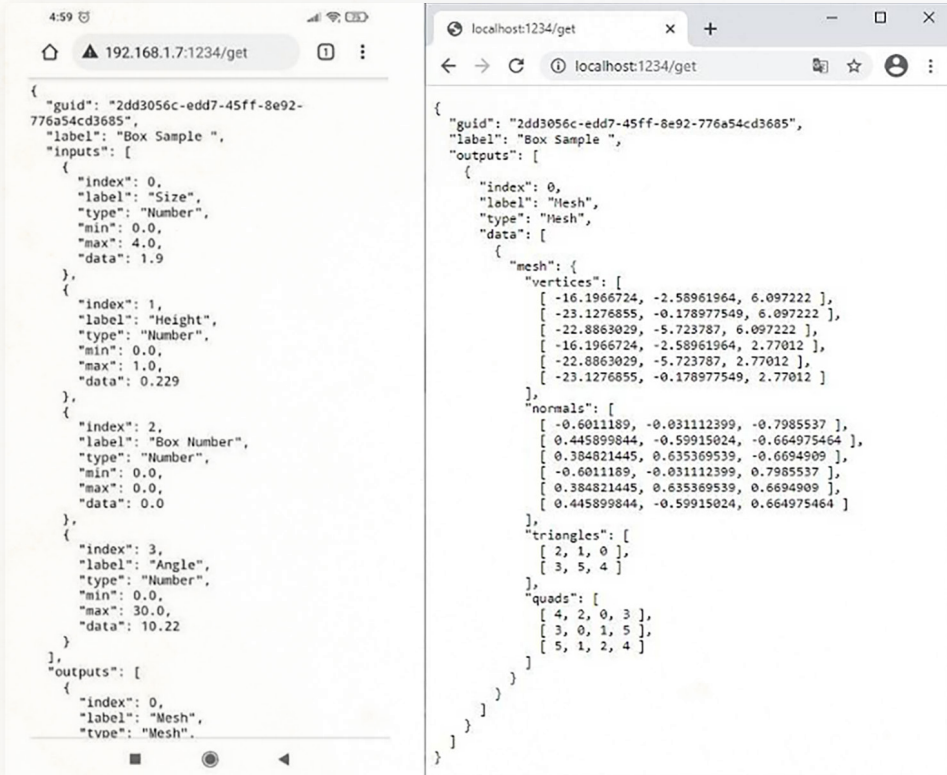 4:59
192.168.1.7:1234/get
1
{
"guid": "2dd3056c-edd7-45ff-8e92-
776a54cd3685",
"label": "Box Sample ",
"inputs": [
{
"index": 0,
"label": "Size",
"type": "Number",
"min": 0.0,
"max": 4.0,
"data": 1.9
},
{
"index": 1,
"label": "Height",
"type": "Number",
"min": 0.0,
"max": 1.0,
"data": 0.229
},
{
"index": 2,
"label": "Box Number",
"type": "Number",
"min": 0.0,
"max": 0.0,
"data": 0.0
},
{
"index": 3,
"label": "Angle",
"type": "Number",
"min": 0.0,
"max": 30.0,
"data": 10.22
}
],
"outputs": [
{
"index": 0,
"label": "Mesh",
"type": "Mesh",
localhost:1234/get
localhost:1234/get
{
"guid": "2dd3056c-edd7-45ff-8e92-776a54cd3685",
"label": "Box Sample ",
"outputs": [
{
"index": 0,
"label": "Mesh",
"type": "Mesh",
"data": [
{
"mesh": {
"vertices": [
[ -16.1966724, -2.58961964, 6.097222 ],
[ -23.1276855, -0.178977549, 6.097222 ],
[ -22.8863029, -5.723787, 6.097222 ],
[ -16.1966724, -2.58961964, 2.77012 ],
[ -22.8863029, -5.723787, 2.77012 ],
[ -23.1276855, -0.178977549, 2.77012 ]
],
"normals": [
[ -0.6011189, -0.031112399, -0.7985537 ],
[ 0.445899844, -0.59915024, -0.664975464 ],
[ 0.384821445, 0.635369539, -0.6694909 ],
[ -0.6011189, -0.031112399, 0.7985537 ],
[ 0.384821445, 0.635369539, 0.6694909 ],
[ 0.445899844, -0.59915024, 0.664975464 ]
],
"triangles": [
[ 2, 1, 0 ],
[ 3, 5, 4 ]
],
"quads": [
[ 4, 2, 0, 3 ],
[ 3, 0, 1, 5 ],
[ 5, 1, 2, 4 ]
]
}
}
]
}
]
}